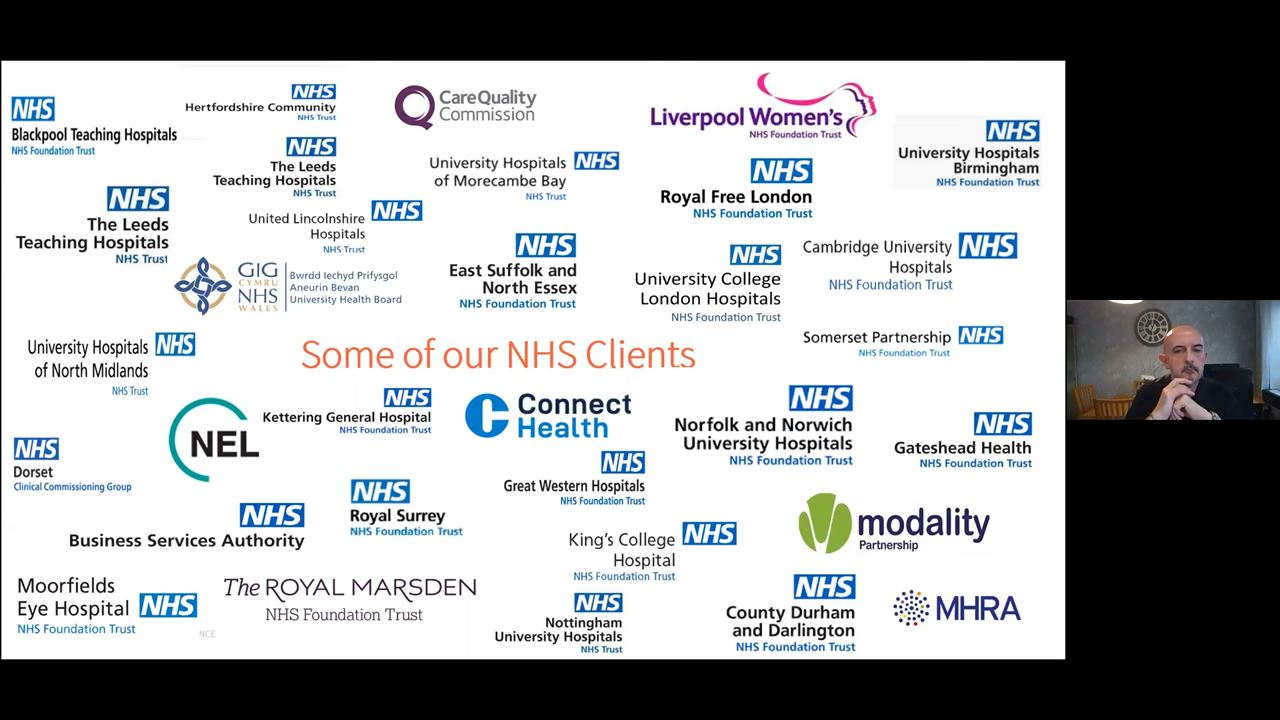 NHS
Blackpool Teaching Hospitals
NHS Foundation Trust
NHS
Hertfordshire Community
NHS Trust
CareQuality
Commission
Liverpool Women's
NHS Foundation Trust
NHS
University Hospitals
Birmingham
NHS Foundation Trust
NHS
The Leeds
Teaching Hospitals
NHS Trust
University Hospitals NHS
of Morecambe Bay
NHS Trust
NHS
Royal Free London
NHS Foundation Trust
NHS
The Leeds
Teaching Hospitals
NHS Trust
United Lincolnshire NHS
Hospitals
NHS Trust
GIG
CYMRU
NHS
WALES
Bwrdd Iechyd Prifysgol
Aneurin Bevan
University Health Board
NHS
East Suffolk and
North Essex
NHS Foundation Trust
NHS
University College
London Hospitals
NHS Foundation Trust
Cambridge University NHS
Hospitals
NHS Foundation Trust
Somerset Partnership NHS
NHS Foundation Trust
University Hospitals NHS
of North Midlands
NHS Trust
Some of our NHS Clients
NEL
NHS
Kettering General Hospital
NHS Foundation Trust
Connect
Health
NHS
Norfolk and Norwich
University Hospitals
NHS Foundation Trust
NHS
Gateshead Health
NHS Foundation Trust
NHS
Dorset
Clinical Commissioning Group
NHS
Great Western Hospitals
NHS Foundation Trust
NHS
Business Services Authority
NHS
Royal Surrey
NHS Foundation Trust
King's College NHS
Hospital
NHS Foundation Trust
modality
Partnership
Moorfields
Eye Hospital NHS
NHS Foundation Trust
The ROYAL MARSDEN
NHS Foundation Trust
NCE
NHS
Nottingham
University Hospitals
NHS Trust
NHS
County Durham
and Darlington
NHS Foundation Trust
MHRA